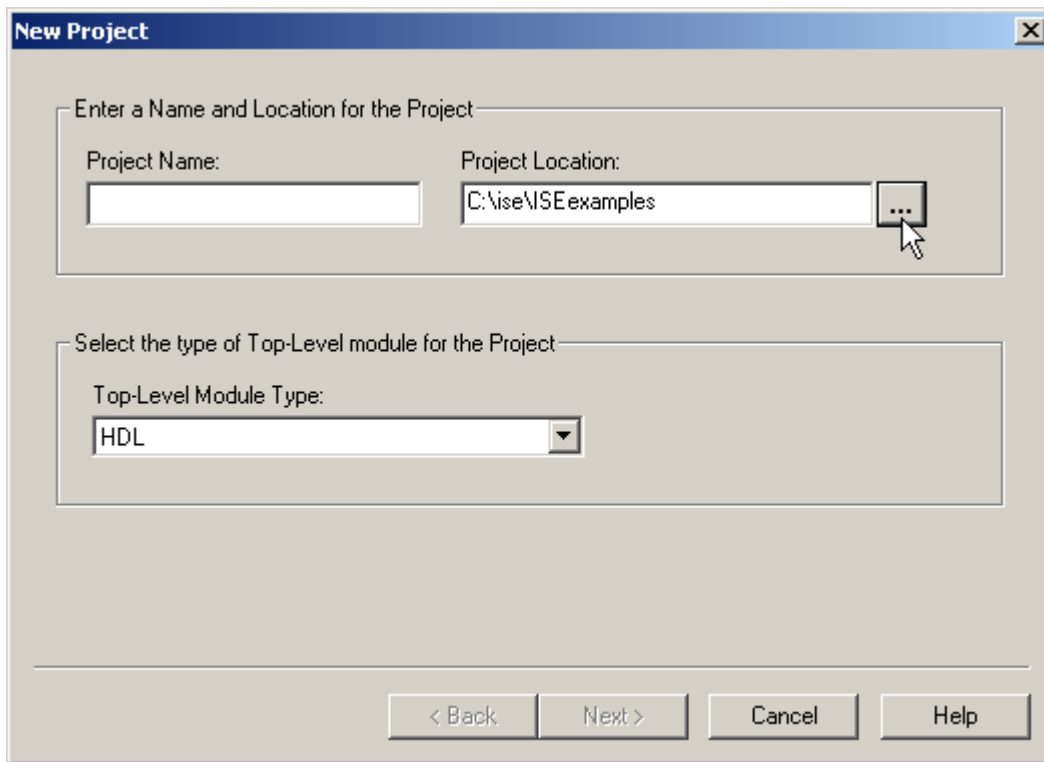 New Project
Enter a Name and Location for the Project
Project Name:
Project Location:
C:\ise\ISEexamples
...
Select the type of Top-Level module for the Project
Top-Level Module Type:
HDL
< Back
Next >
Cancel
Help